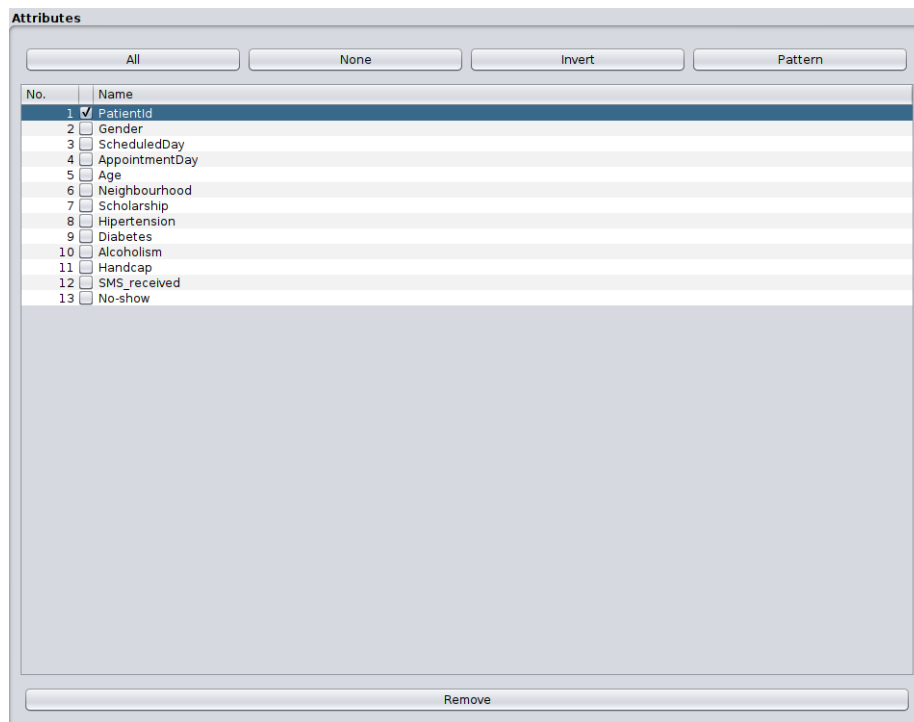 Attributes
All None Invert Pattern
No. Name
1 PatientId
2 Gender
3 ScheduledDay
4 AppointmentDay
5 Age
6 Neighbourhood
7 Scholarship
8 Hipertension
9 Diabetes
10 Alcoholism
11 Handcap
12 SMS_received
13 No-show
Remove